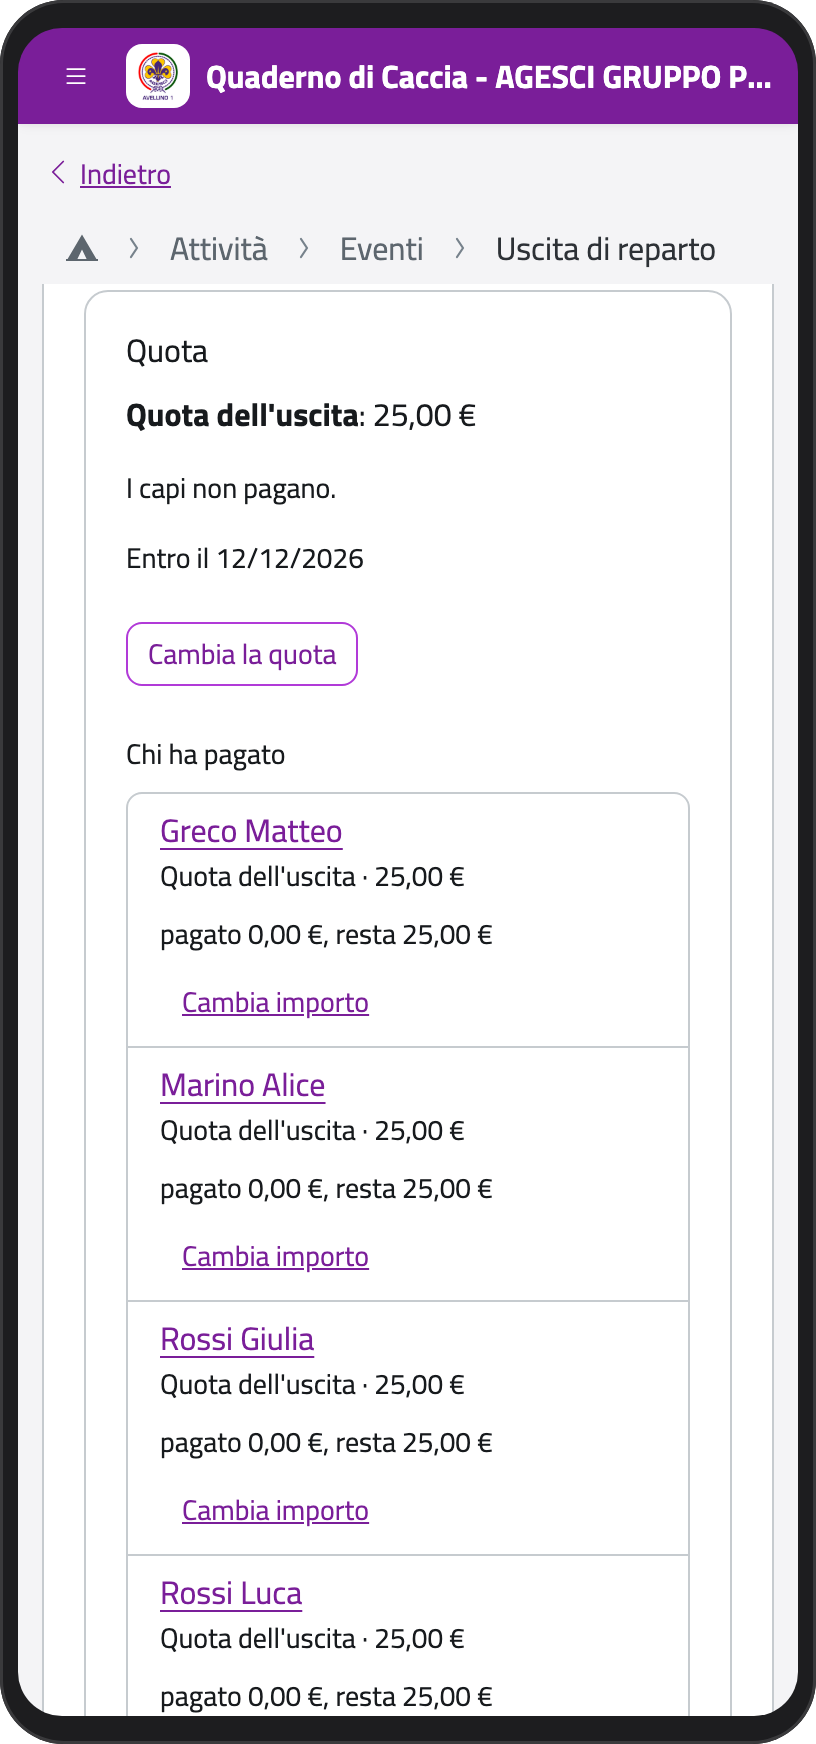 AVELLINO 1
Quaderno di Caccia - AGESCI GRUPPO P...
Indietro
Attività
Eventi
Uscita di reparto
Quota
Quota dell'uscita: 25,00 €
I capi non pagano.
Entro il 12/12/2026
Cambia la quota
Chi ha pagato
Greco Matteo
Quota dell'uscita · 25,00 €
pagato 0,00 €, resta 25,00 €
Cambia importo
Marino Alice
Quota dell'uscita · 25,00 €
pagato 0,00 €, resta 25,00 €
Cambia importo
Rossi Giulia
Quota dell'uscita · 25,00 €
pagato 0,00 €, resta 25,00 €
Cambia importo
Rossi Luca
Quota dell'uscita · 25,00 €
pagato 0,00 €, resta 25,00 €